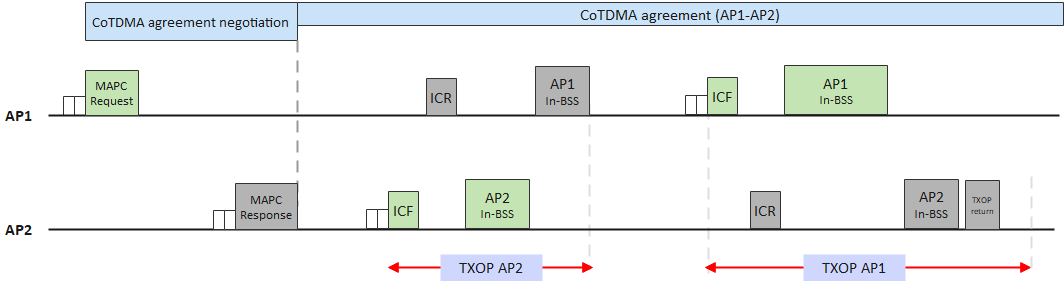 CoTDMA agreement negotiation
CoTDMA agreement (AP1-AP2)
MAPC
Request
ICR
AP1
In-BSS
ICF
AP1
In-BSS
AP1
MAPC
Response
ICF
AP2
In-BSS
ICR
AP2
In-BSS
TXOP
return
AP2
TXOP AP2
TXOP AP1